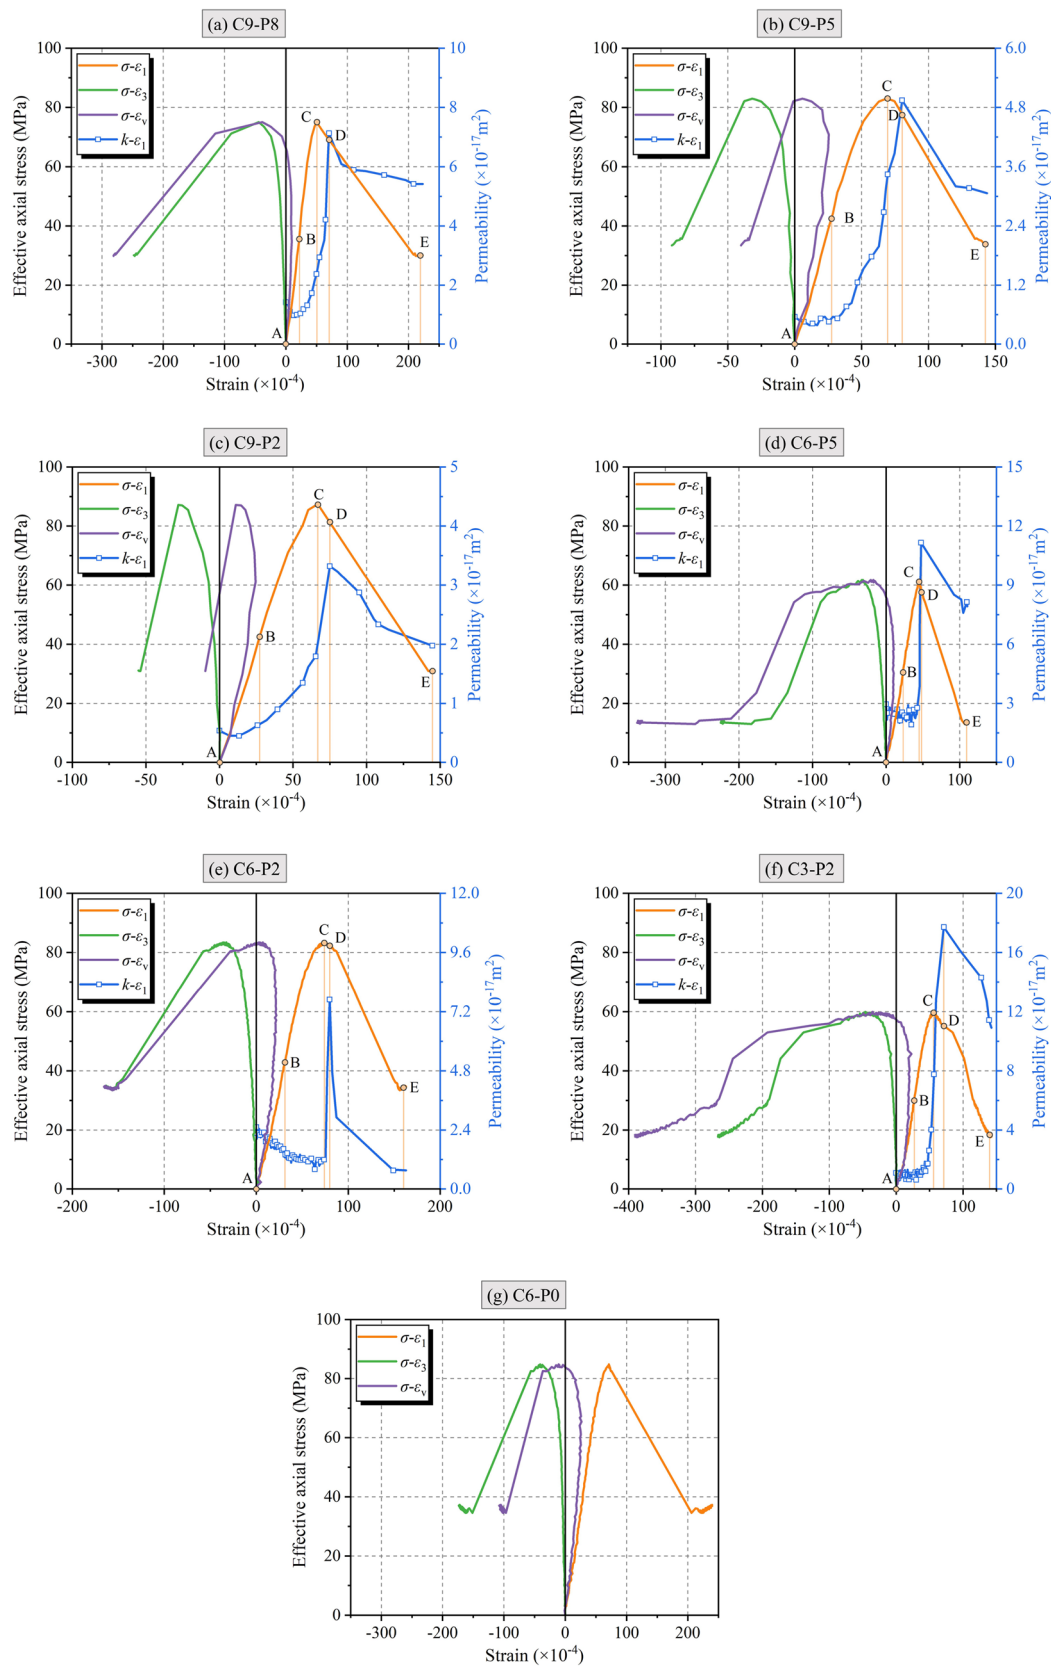 (a) C9-P8
Effective axial stress (MPa)
100
80
60
40
20
0
σ-ε1
σ-ε3
σ-εv
k-ε1
A
B
C
D
E
10
9
8
7
6
5
4
3
2
1
0
Permeability (×10-17m2)
-300 -200 -100 0 100 200
Strain (×10-4)
(b) C9-P5
Effective axial stress (MPa)
100
80
60
40
20
0
σ-ε1
σ-ε3
σ-εv
k-ε1
A
B
C
D
E
6.0
4.8
3.6
2.4
1.2
0.0
Permeability (×10-17m2)
-100 -50 0 50 100 150
Strain (×10-4)
(c) C9-P2
Effective axial stress (MPa)
100
80
60
40
20
0
σ-ε1
σ-ε3
σ-εv
k-ε1
A
B
C
D
E
5
4
3
2
1
0
Permeability (×10-17m2)
-100 -50 0 50 100 150
Strain (×10-4)
(d) C6-P5
Effective axial stress (MPa)
100
80
60
40
20
0
σ-ε1
σ-ε3
σ-εv
k-ε1
A
B
C
D
E
15
12
9
6
3
0
Permeability (×10-17m2)
-300 -200 -100 0 100
Strain (×10-4)
(e) C6-P2
Effective axial stress (MPa)
100
80
60
40
20
0
σ-ε1
σ-ε3
σ-εv
k-ε1
A
B
C
D
E
12.0
9.6
7.2
4.8
2.4
0.0
Permeability (×10-17m2)
-200 -100 0 100 200
Strain (×10-4)
(f) C3-P2
Effective axial stress (MPa)
100
80
60
40
20
0
σ-ε1
σ-ε3
σ-εv
k-ε1
A
B
C
D
E
20
16
12
8
4
0
Permeability (×10-17m2)
-400 -300 -200 -100 0 100
Strain (×10-4)
(g) C6-P0
Effective axial stress (MPa)
100
80
60
40
20
0
σ-ε1
σ-ε3
σ-εv
-300 -200 -100 0 100 200
Strain (×10-4)